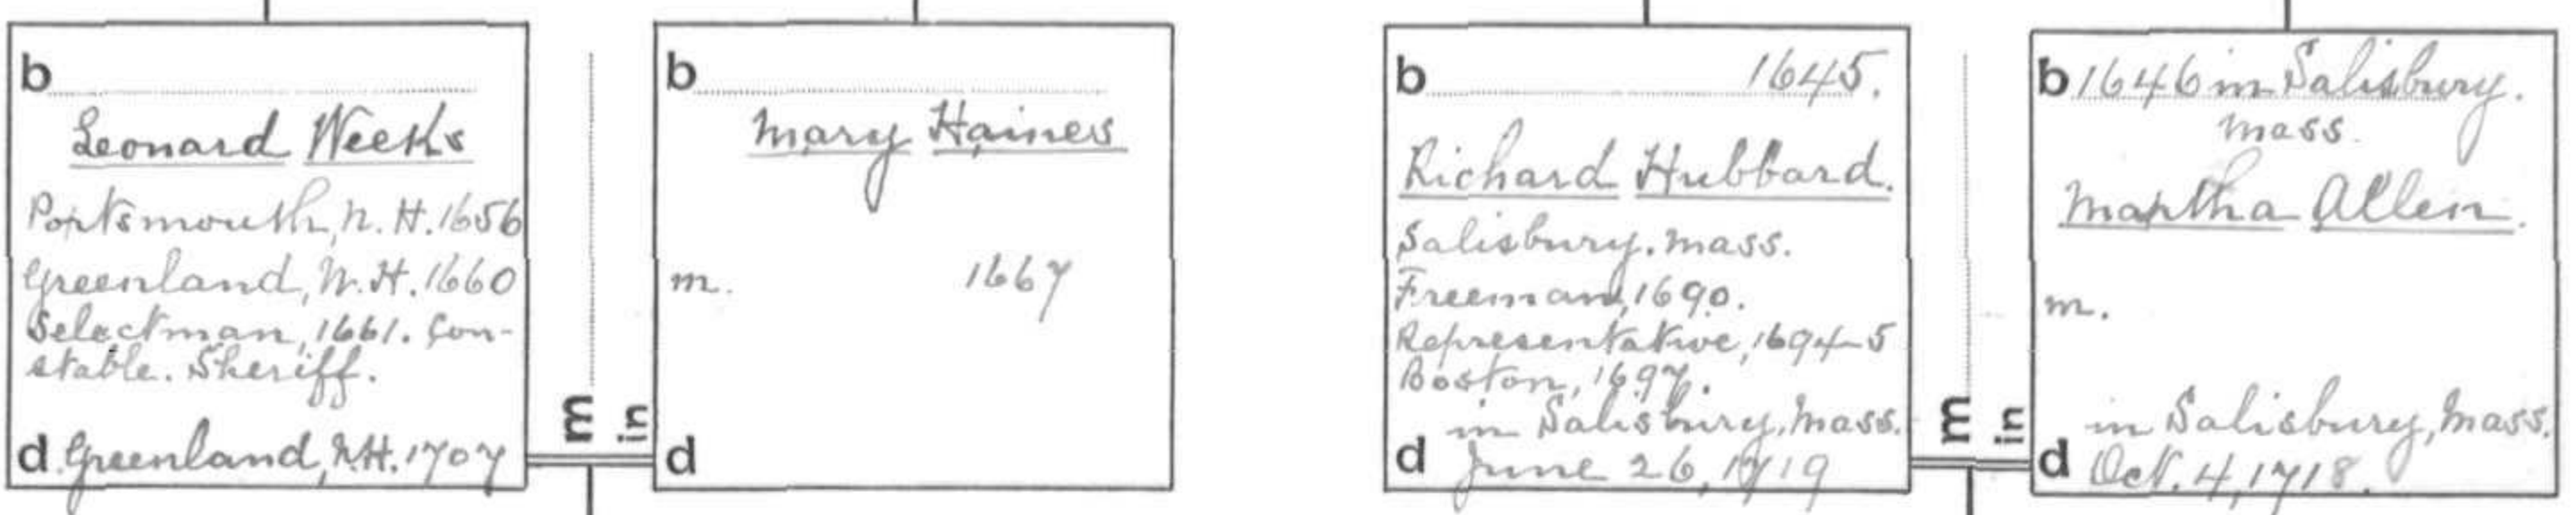 b
Leonard Weeks
Portsmouth, N.H. 1656
Greenland, N.H. 1660
Selectman, 1661. Con-
stable. Sheriff.
d Greenland, N.H. 1707
m
in
b
Mary Haines
m. 1667
d
b 1645.
Richard Hubbard.
Salisbury. Mass.
Freeman, 1690.
Representative, 1694-5
Boston, 1697.
in Salisbury, Mass.
d June 26, 1719
m
in
b 1646 in Salisbury.
Mass.
Martha Allen.
m.
in Salisbury, Mass.
d Oct. 4, 1718.